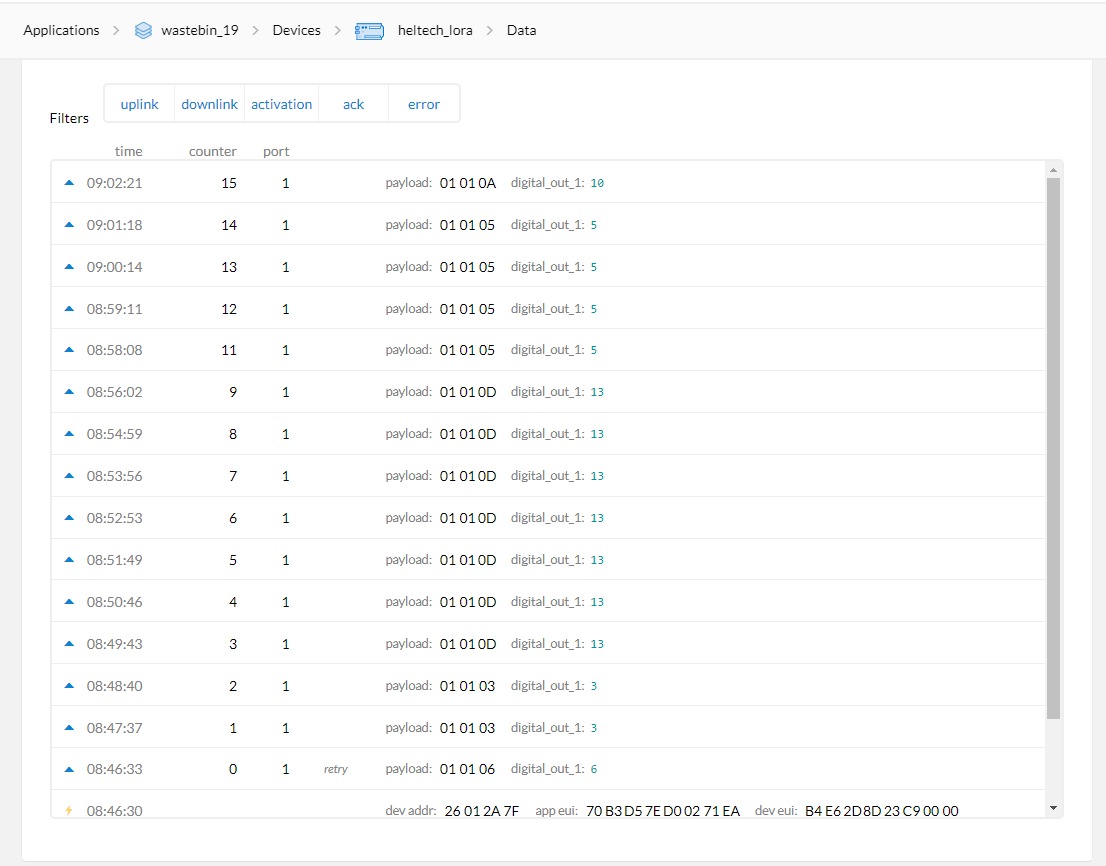 Applications > wastebin_19 > Devices > heltech_lora > Data
Filters uplink downlink activation ack error
time counter port
09:02:21 15 1 payload: 01 01 0A digital_out_1: 10
09:01:18 14 1 payload: 01 01 05 digital_out_1: 5
09:00:14 13 1 payload: 01 01 05 digital_out_1: 5
08:59:11 12 1 payload: 01 01 05 digital_out_1: 5
08:58:08 11 1 payload: 01 01 05 digital_out_1: 5
08:56:02 9 1 payload: 01 01 0D digital_out_1: 13
08:54:59 8 1 payload: 01 01 0D digital_out_1: 13
08:53:56 7 1 payload: 01 01 0D digital_out_1: 13
08:52:53 6 1 payload: 01 01 0D digital_out_1: 13
08:51:49 5 1 payload: 01 01 0D digital_out_1: 13
08:50:46 4 1 payload: 01 01 0D digital_out_1: 13
08:49:43 3 1 payload: 01 01 0D digital_out_1: 13
08:48:40 2 1 payload: 01 01 03 digital_out_1: 3
08:47:37 1 1 payload: 01 01 03 digital_out_1: 3
08:46:33 0 1 retry payload: 01 01 06 digital_out_1: 6
08:46:30 dev addr: 26 01 2A 7F app eui: 70 B3 D5 7E D0 02 71 EA dev eui: B4 E6 2D 8D 23 C9 00 00